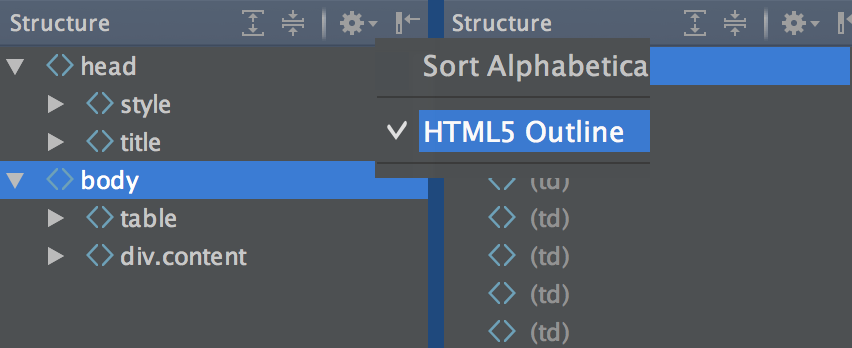 Structure
head
style
title
body
table
div.content
Structure
Sort Alphabetica
HTML5 Outline
(td)
(td)
(td)
(td)
(td)